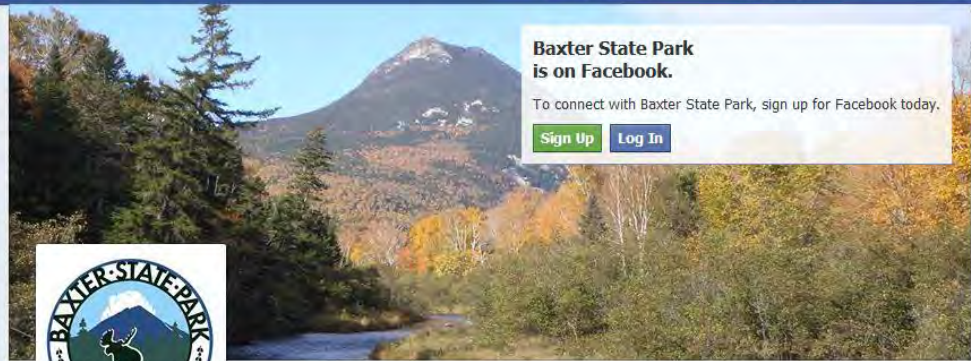 Baxter State Park
is on Facebook.
To connect with Baxter State Park, sign up for Facebook today.
Sign Up Log In
BAXTER·STATE·PARK